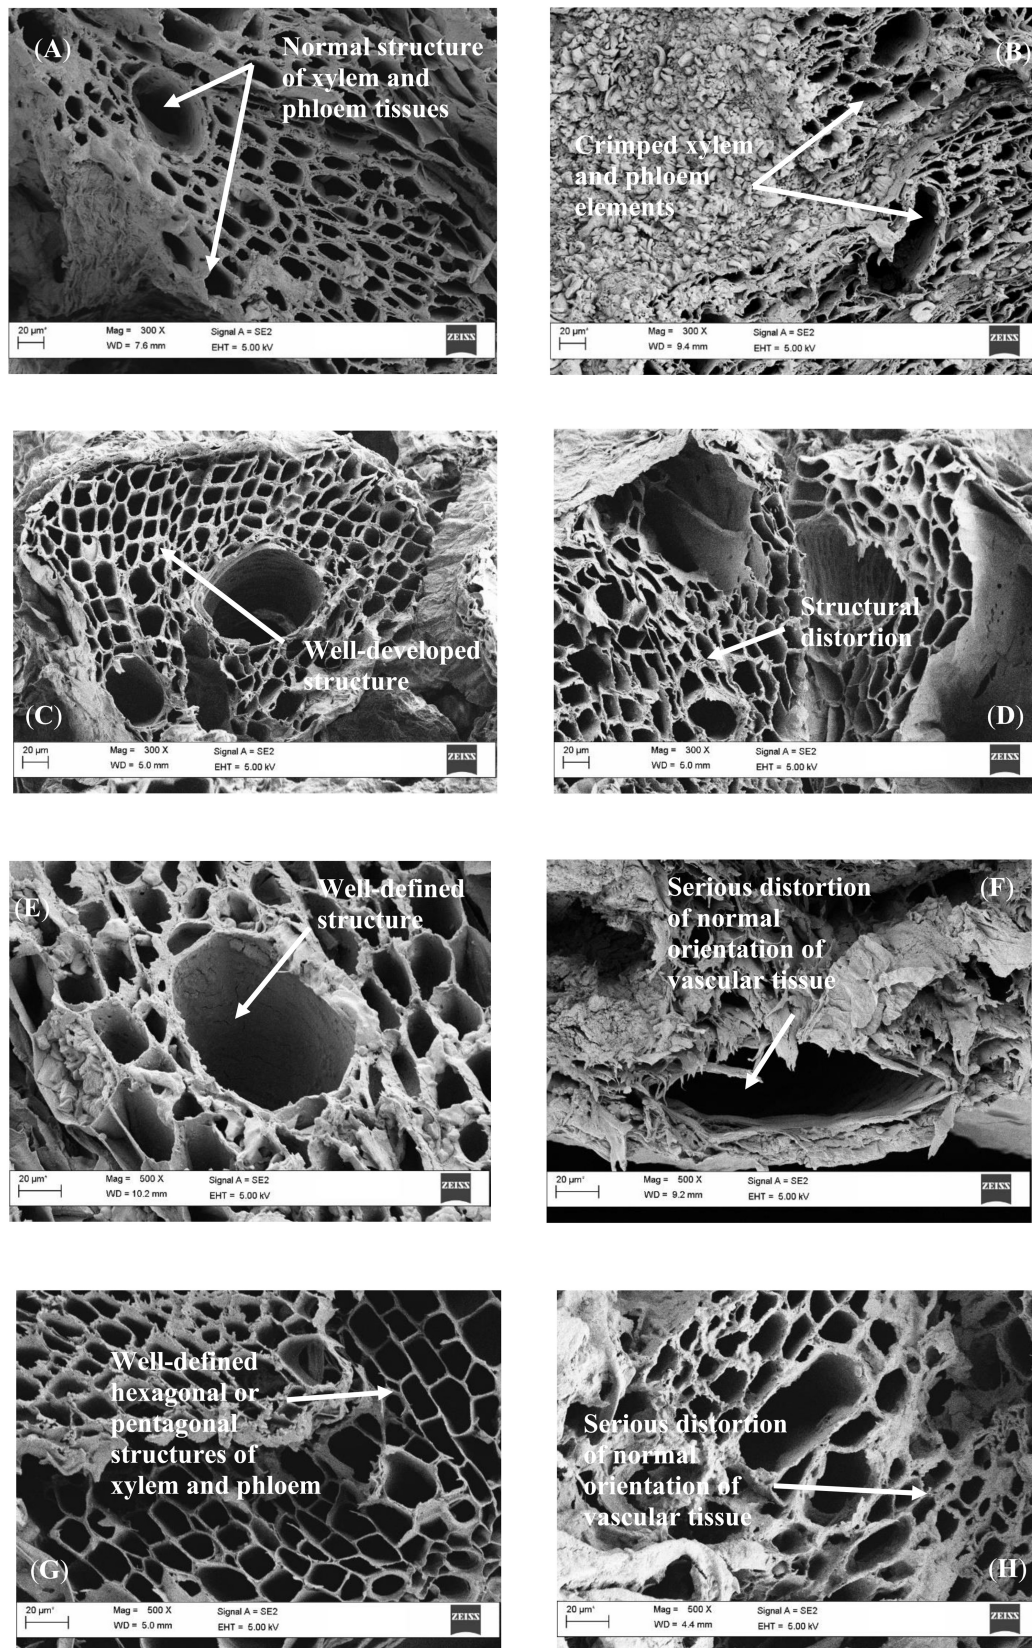 (A)
Normal structure
of xylem and
phloem tissues
20 µm*
Mag = 300 X
Signal A = SE2
WD = 7.6 mm
EHT = 5.00 kV
ZEISS
(B)
Crimped xylem
and phloem
elements
20 µm*
Mag = 300 X
Signal A = SE2
WD = 9.4 mm
EHT = 5.00 kV
ZEISS
Well-developed
structure
(C)
20 µm
Mag = 300 X
Signal A = SE2
WD = 5.0 mm
EHT = 5.00 kV
ZEISS
Structural
distortion
(D)
20 µm
Mag = 300 X
Signal A = SE2
WD = 5.0 mm
EHT = 5.00 kV
ZEISS
(E)
Well-defined
structure
20 µm*
Mag = 500 X
Signal A = SE2
WD = 10.2 mm
EHT = 5.00 kV
ZEISS
(F)
Serious distortion
of normal
orientation of
vascular tissue
20 µm*
Mag = 500 X
Signal A = SE2
WD = 9.2 mm
EHT = 5.00 kV
ZEISS
Well-defined
hexagonal or
pentagonal
structures of
xylem and phloem
(G)
20 µm*
Mag = 500 X
Signal A = SE2
WD = 5.0 mm
EHT = 5.00 kV
ZEISS
Serious distortion
of normal
orientation of
vascular tissue
(H)
20 µm*
Mag = 500 X
Signal A = SE2
WD = 4.4 mm
EHT = 5.00 kV
ZEISS